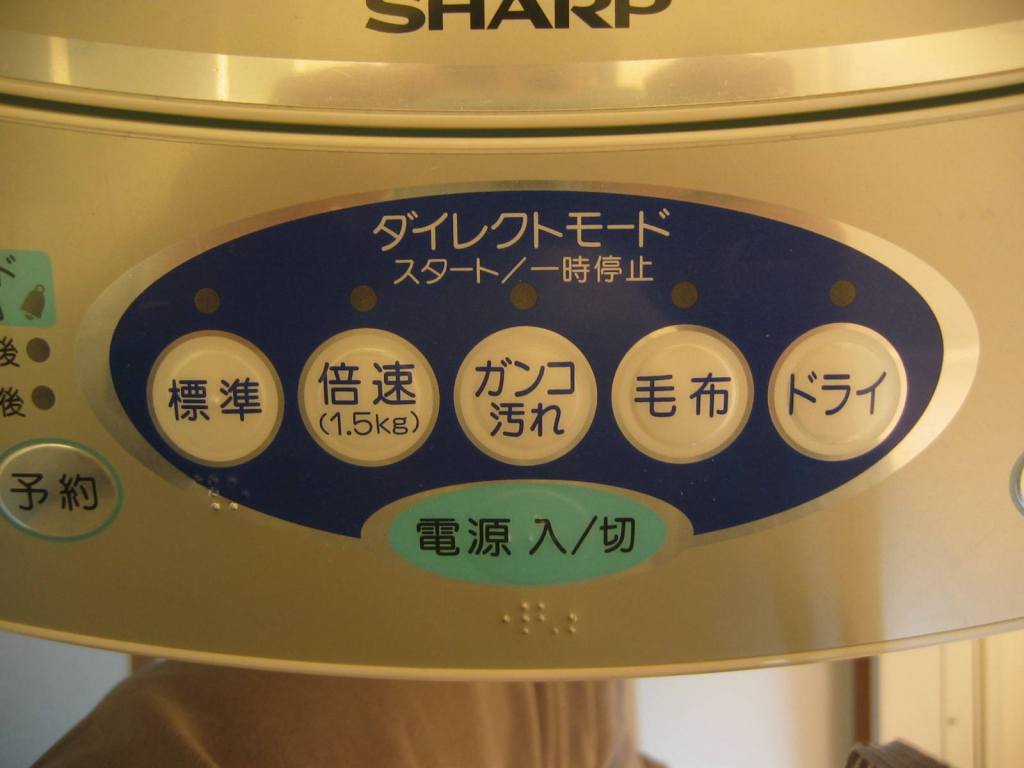 SHARP
ダイレクトモード
スタート/一時停止
標準
倍速
(1.5kg)
ガンコ
汚れ
毛布
ドライ
後
後
予約
電源 入/切